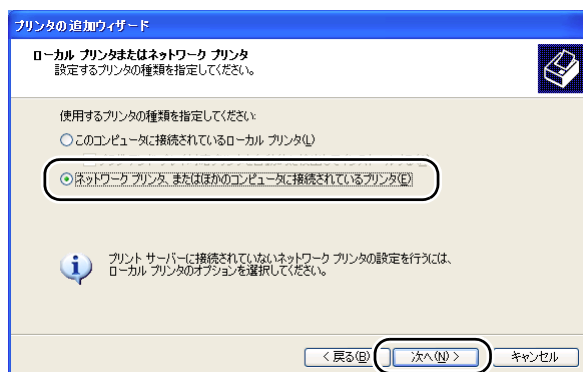 プリンタの追加ウィザード
ローカル プリンタまたはネットワーク プリンタ
設定するプリンタの種類を指定してください。
使用するプリンタの種類を指定してください:
このコンピュータに接続されているローカル プリンタ(L)
ネットワーク プリンタ、またはほかのコンピュータに接続されているプリンタ(E)
プリント サーバーに接続されていないネットワーク プリンタの設定を行うには、
ローカル プリンタのオプションを選択してください。
< 戻る(B) 次へ(N) > キャンセル